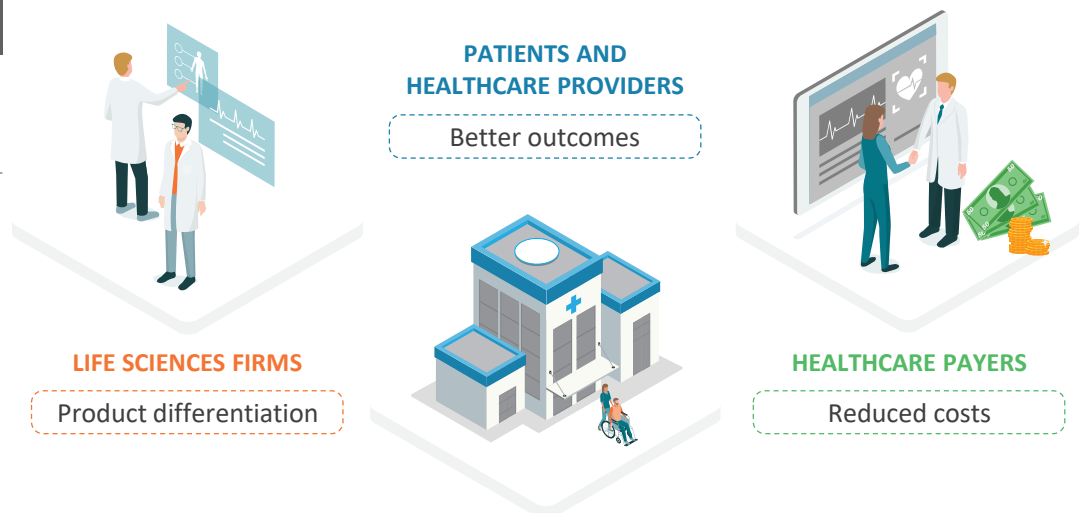 PATIENTS AND
HEALTHCARE PROVIDERS
Better outcomes
LIFE SCIENCES FIRMS
Product differentiation
HEALTHCARE PAYERS
Reduced costs